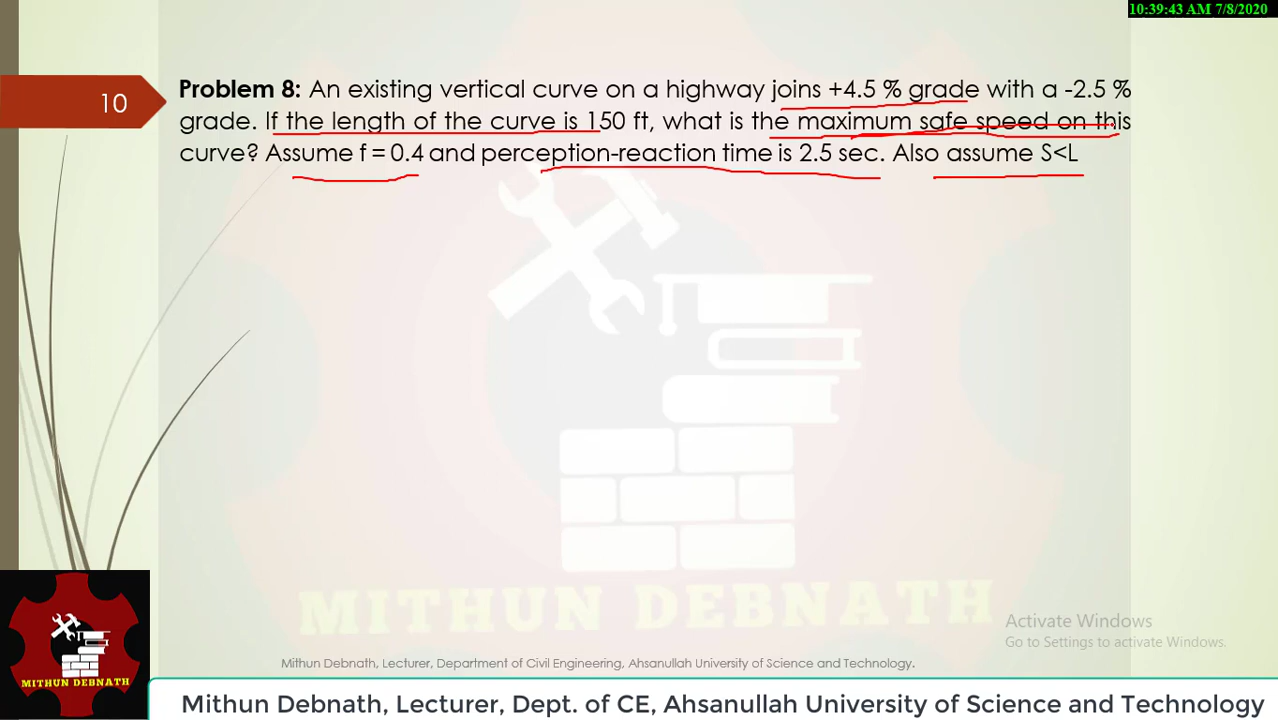 10:39:43 AM 7/8/2020
10
Problem 8: An existing vertical curve on a highway joins +4.5 % grade with a -2.5 %
grade. If the length of the curve is 150 ft, what is the maximum safe speed on this
curve? Assume f = 0.4 and perception-reaction time is 2.5 sec. Also assume S<L
MITHUN DEBNATH
Activate Windows
Go to Settings to activate Windows.
Mithun Debnath, Lecturer, Department of Civil Engineering, Ahsanullah University of Science and Technology.
MITHUN DEBNATH
Mithun Debnath, Lecturer, Dept. of CE, Ahsanullah University of Science and Technology